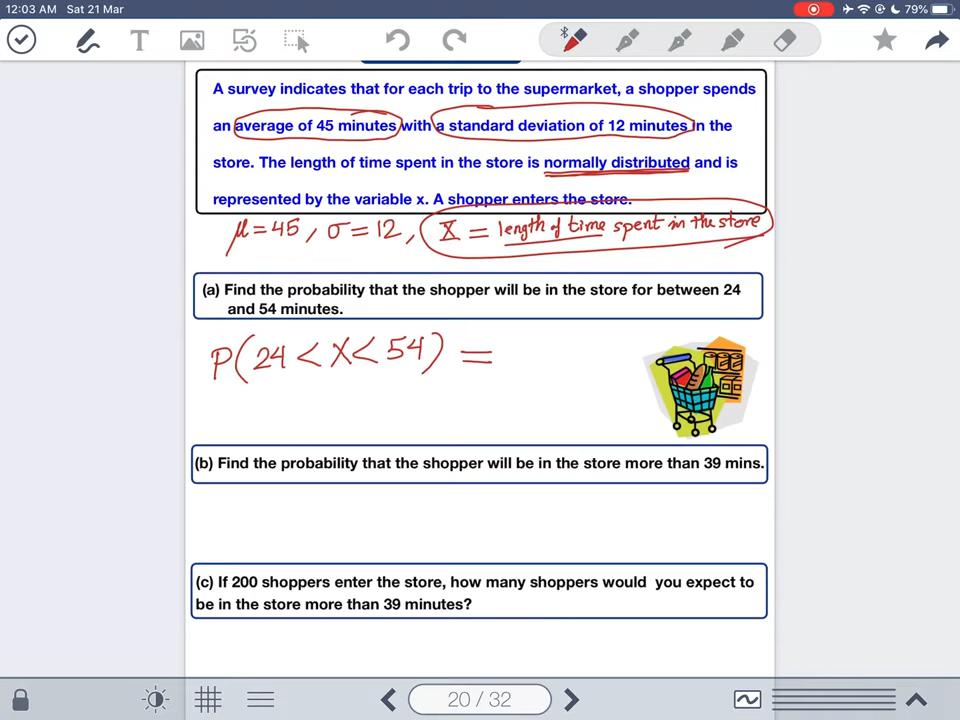 12:03 AM Sat 21 Mar 79%
A survey indicates that for each trip to the supermarket, a shopper spends
an average of 45 minutes with a standard deviation of 12 minutes in the
store. The length of time spent in the store is normally distributed and is
represented by the variable x. A shopper enters the store.
μ = 45, σ = 12, X = length of time spent in the store
(a) Find the probability that the shopper will be in the store for between 24
and 54 minutes.
P(24 < X < 54) =
(b) Find the probability that the shopper will be in the store more than 39 mins.
(c) If 200 shoppers enter the store, how many shoppers would you expect to
be in the store more than 39 minutes?
20 / 32